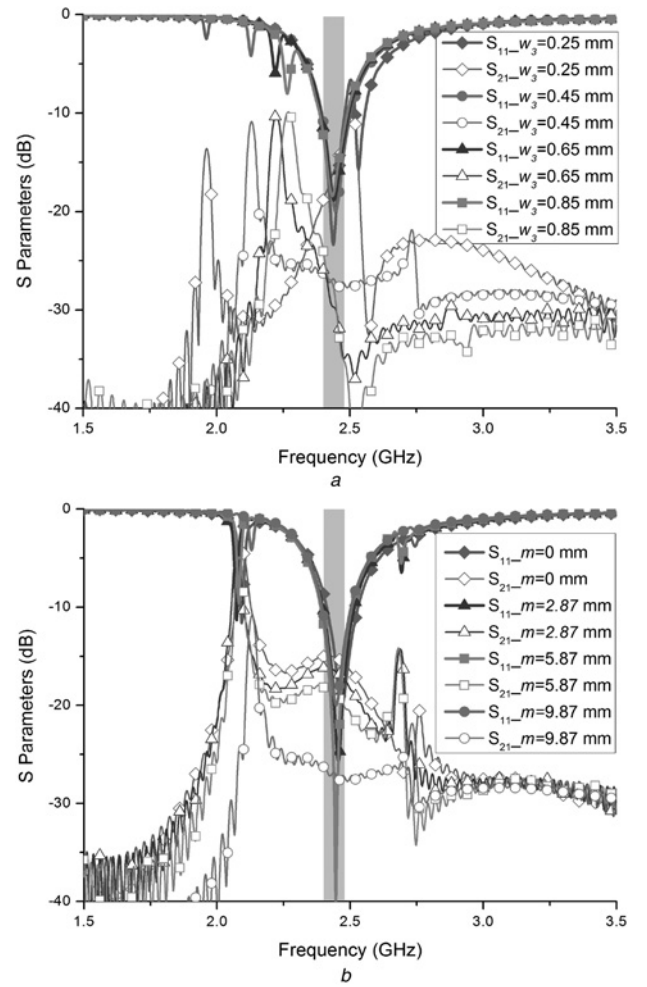 0
-10
-20
-30
-40
S Parameters (dB)
S11_w3=0.25 mm
S21_w3=0.25 mm
S11_w3=0.45 mm
S21_w3=0.45 mm
S11_w3=0.65 mm
S21_w3=0.65 mm
S11_w3=0.85 mm
S21_w3=0.85 mm
1.5 2.0 2.5 3.0 3.5
Frequency (GHz)
a
0
-10
-20
-30
-40
S Parameters (dB)
S11_m=0 mm
S21_m=0 mm
S11_m=2.87 mm
S21_m=2.87 mm
S11_m=5.87 mm
S21_m=5.87 mm
S11_m=9.87 mm
S21_m=9.87 mm
1.5 2.0 2.5 3.0 3.5
Frequency (GHz)
b